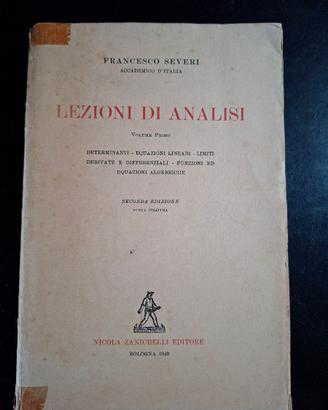 FRANCESCO SEVERI
ACCADEMICO D'ITALIA
LEZIONI DI ANALISI
VOLUME PRIMO
DETERMINANTI - EQUAZIONI LINEARI - LIMITI
DERIVATE E DIFFERENZIALI - FUNZIONI ED
EQUAZIONI ALGEBRICHE
SECONDA EDIZIONE
NICOLA ZANICHELLI EDITORE
BOLOGNA